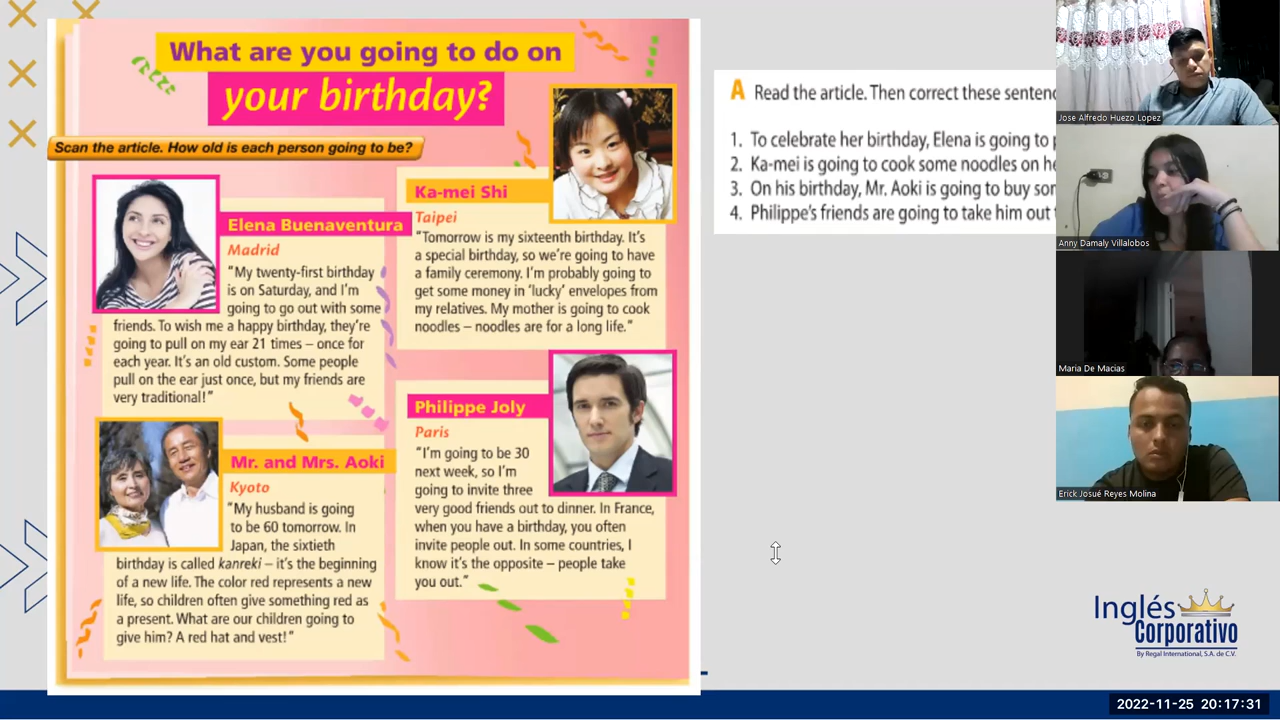 What are you going to do on
your birthday?
Scan the article. How old is each person going to be?
Elena Buenaventura
Madrid
"My twenty-first birthday
is on Saturday, and I'm
going to go out with some
friends. To wish me a happy birthday, they're
going to pull on my ear 21 times – once for
each year. It's an old custom. Some people
pull on the ear just once, but my friends are
very traditional!"
Mr. and Mrs. Aoki
Kyoto
"My husband is going
to be 60 tomorrow. In
Japan, the sixtieth
birthday is called kanreki – it's the beginning
of a new life. The color red represents a new
life, so children often give something red as
a present. What are our children going to
give him? A red hat and vest!"
Ka-mei Shi
Taipei
"Tomorrow is my sixteenth birthday. It's
a special birthday, so we're going to have
a family ceremony. I'm probably going to
get some money in 'lucky' envelopes from
my relatives. My mother is going to cook
noodles – noodles are for a long life."
Philippe Joly
Paris
"I'm going to be 30
next week, so I'm
going to invite three
very good friends out to dinner. In France,
when you have a birthday, you often
invite people out. In some countries, I
know it's the opposite – people take
you out."
A Read the article. Then correct these
1. To celebrate her birthday, Elena is going to
2. Ka-mei is going to cook some noodles on
3. On his birthday, Mr. Aoki is going to buy
4. Philippe's friends are going to take him out
Jose Alfredo Huezo Lopez
Anny Damaly Villalobos
Maria De Macias
Erick Josué Reyes Molina
Inglés
Corporativo
By Regal International, S.A. de C.V.
2022-11-25 20:17:31